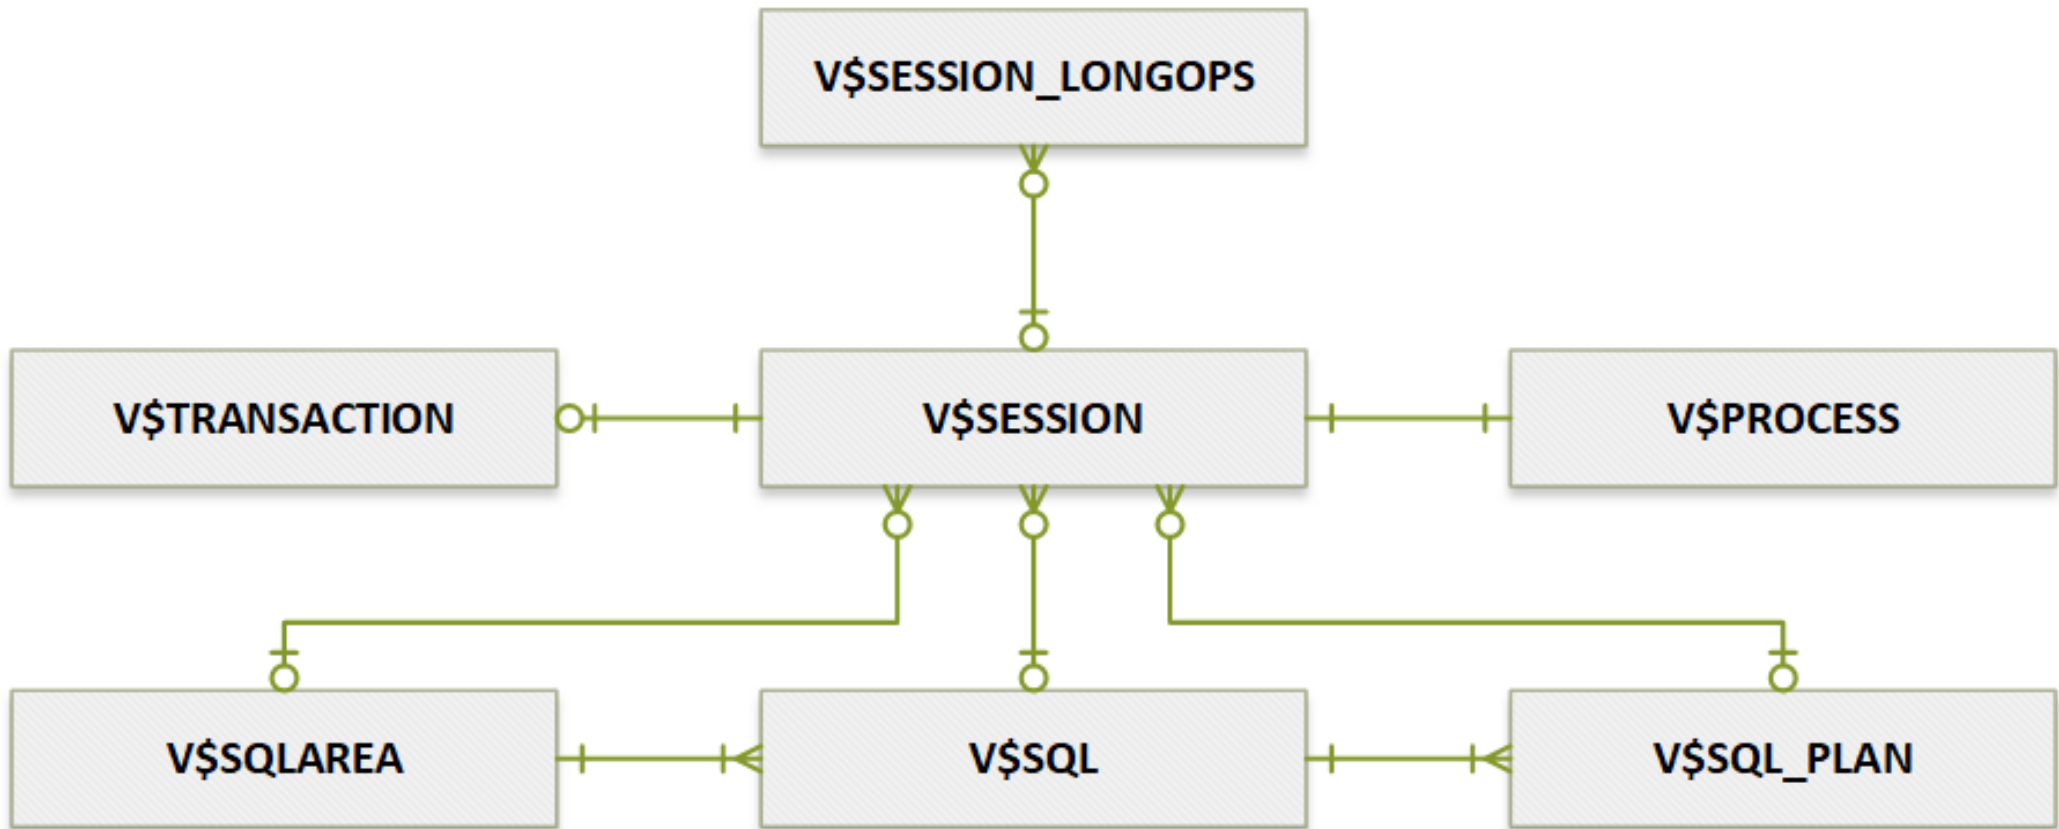 V$SESSION_LONGOPS
V$TRANSACTION
V$SESSION
V$PROCESS
V$SQLAREA
V$SQL
V$SQL_PLAN